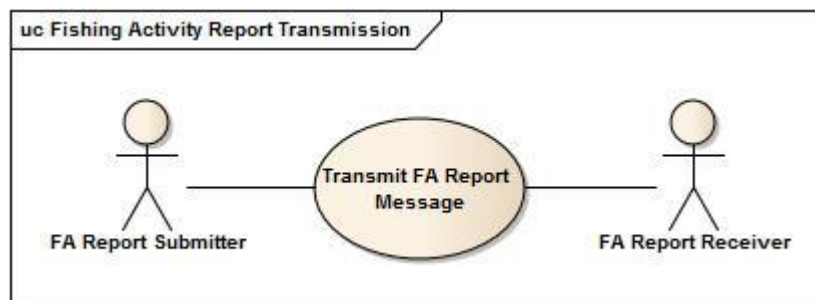 uc Fishing Activity Report Transmission
Transmit FA Report
Message
FA Report Submitter
FA Report Receiver